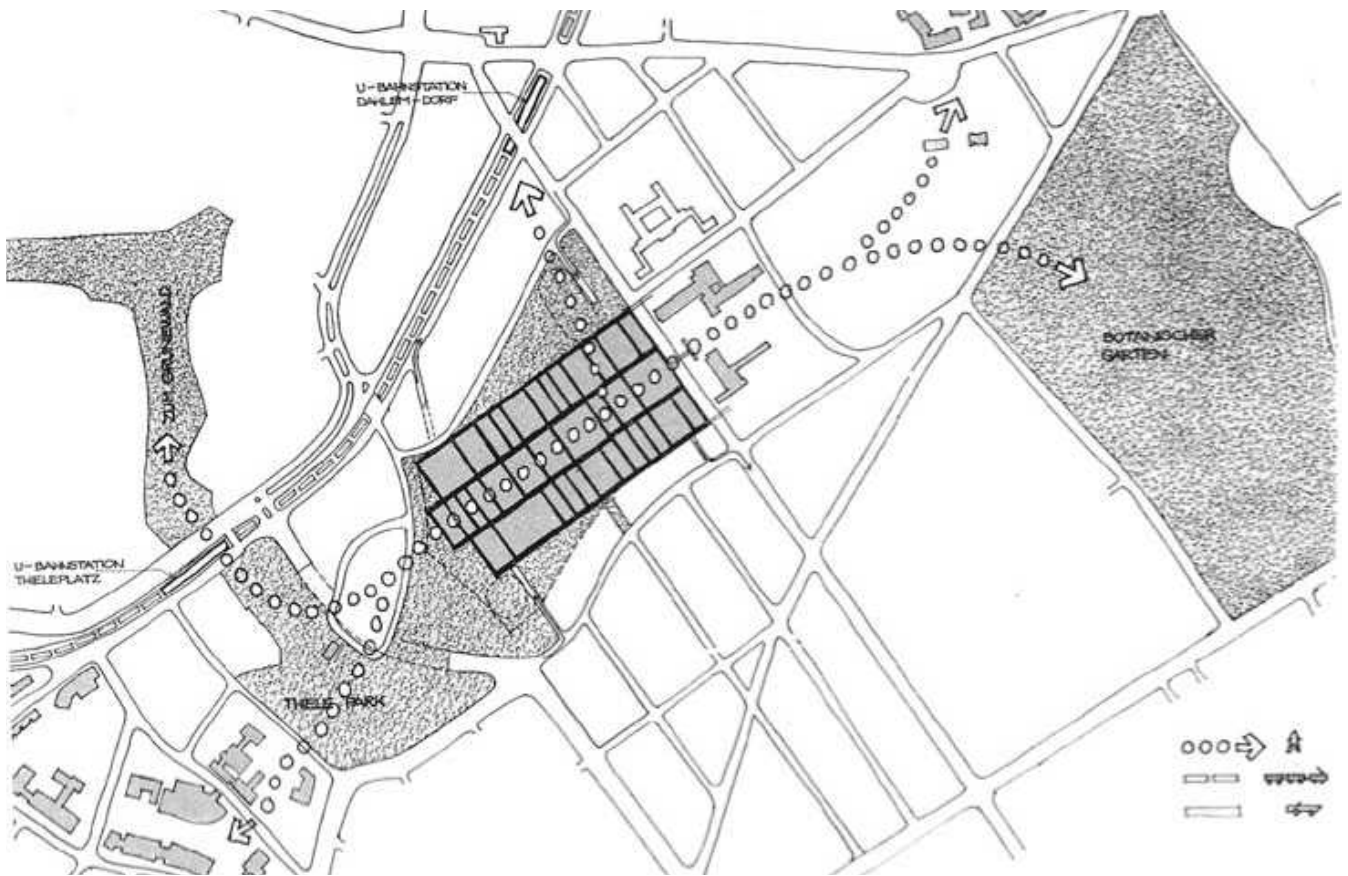 U-BAHNSTATION
DAHLEM-DORF
ZUM GRUNEWALD
BOTANISCHER
GARTEN
U-BAHNSTATION
THIELEPLATZ
THIELE PARK